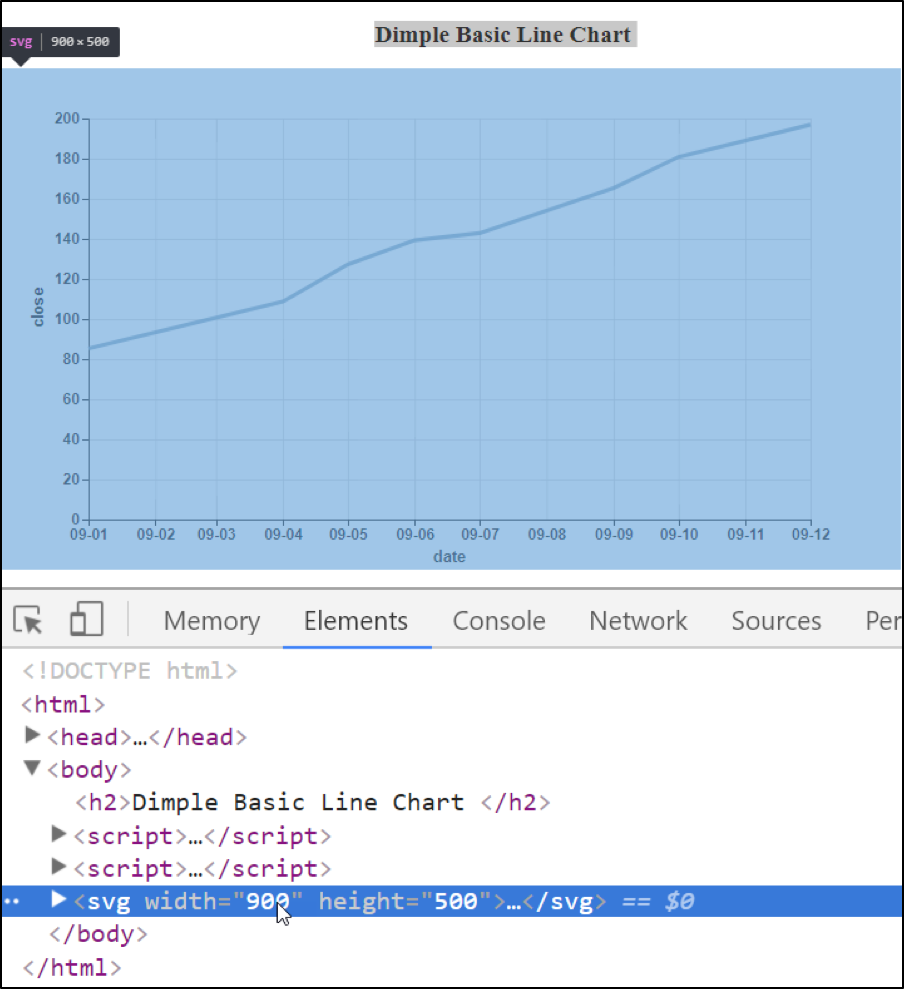 Dimple Basic Line Chart
svg 900 × 500
200
180
160
140
120
100
80
60
40
20
0
close
09-01 09-02 09-03 09-04 09-05 09-06 09-07 09-08 09-09 09-10 09-11 09-12
date
Memory Elements Console Network Sources Per
<!DOCTYPE html>
<html>
▶<head>…</head>
▼<body>
<h2>Dimple Basic Line Chart </h2>
▶<script>…</script>
▶<script>…</script>
▶<svg width="900" height="500">…</svg> == $0
</body>
</html>